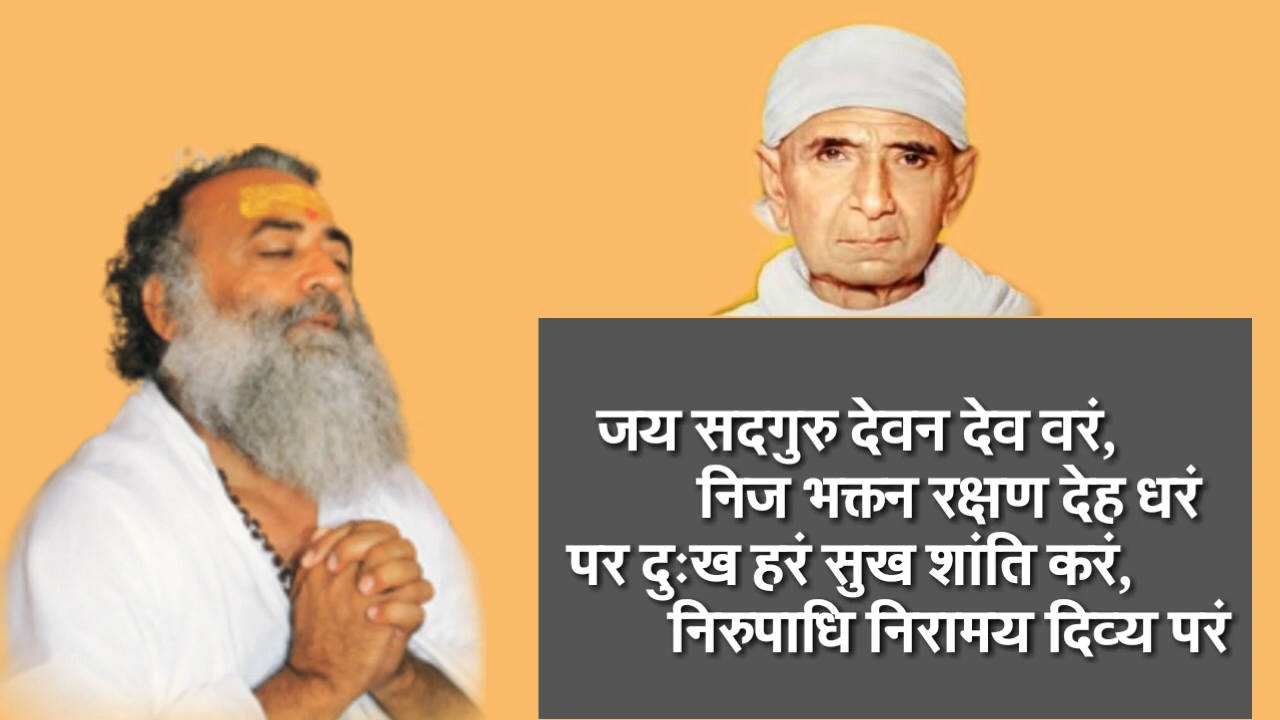 जय सदगुरु देवन देव वरं,
निज भक्तन रक्षण देह धरं
पर दुःख हरं सुख शांति करं,
निरुपाधि निरामय दिव्य परं